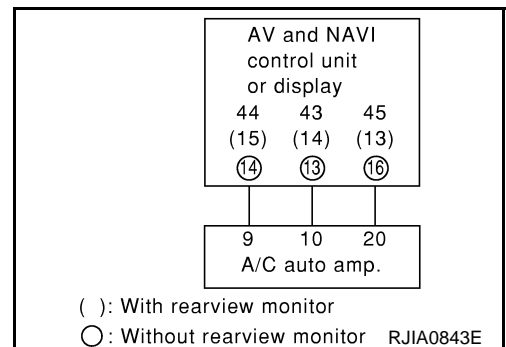 AV and NAVI
control unit
or display
44 43 45
(15) (14) (13)
⑭ ⑬ ⑯
9 10 20
A/C auto amp.
( ): With rearview monitor
○: Without rearview monitor RJIA0843E